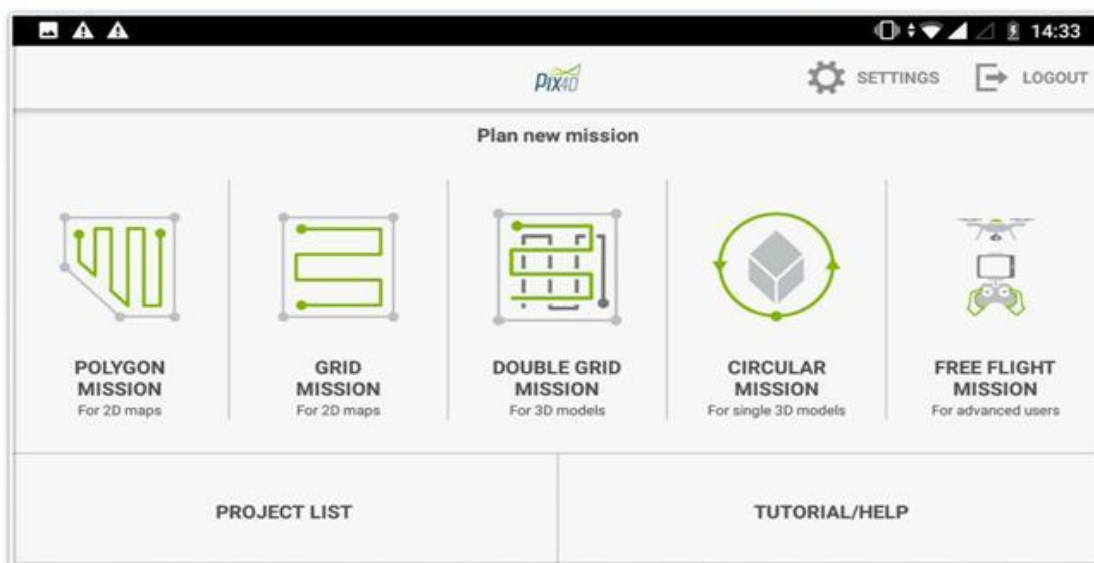 14:33
PIX4D
SETTINGS
LOGOUT
Plan new mission
POLYGON
MISSION
For 2D maps
GRID
MISSION
For 2D maps
DOUBLE GRID
MISSION
For 3D models
CIRCULAR
MISSION
For single 3D models
FREE FLIGHT
MISSION
For advanced users
PROJECT LIST
TUTORIAL/HELP